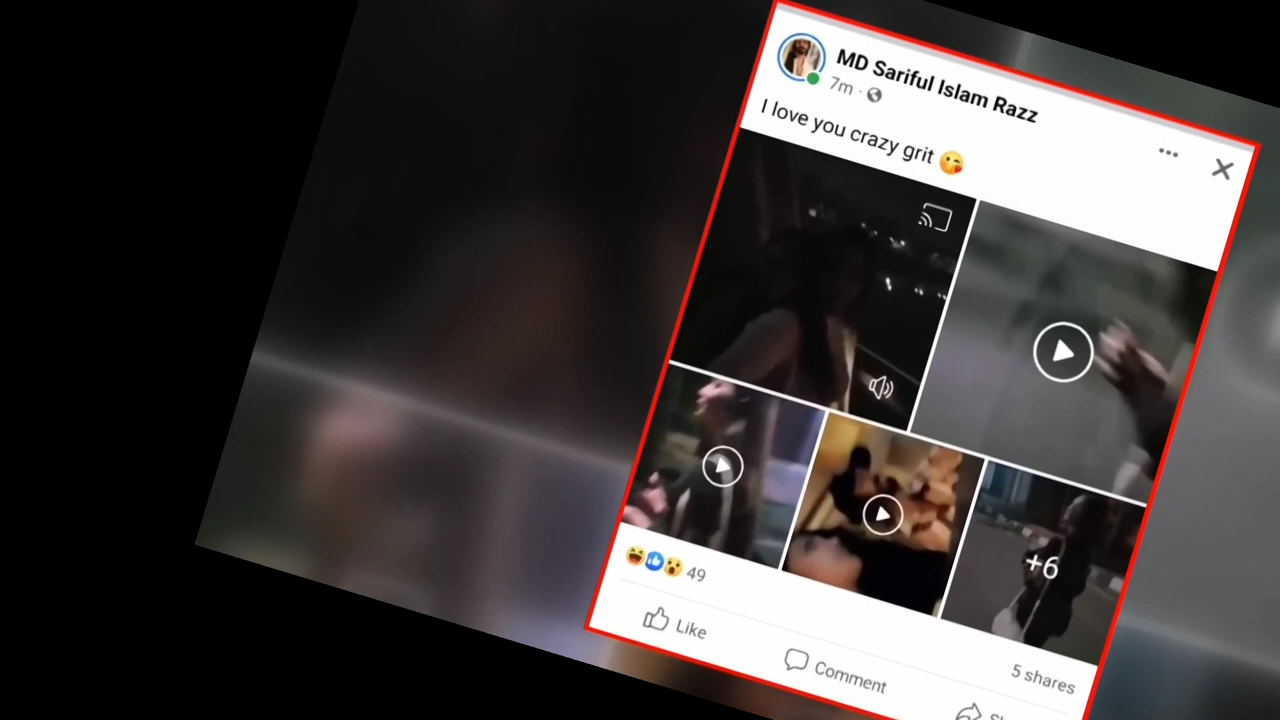 MD Sariful Islam Razz
7m ·
I love you crazy grit 😘
+6
49
5 shares
Like
Comment